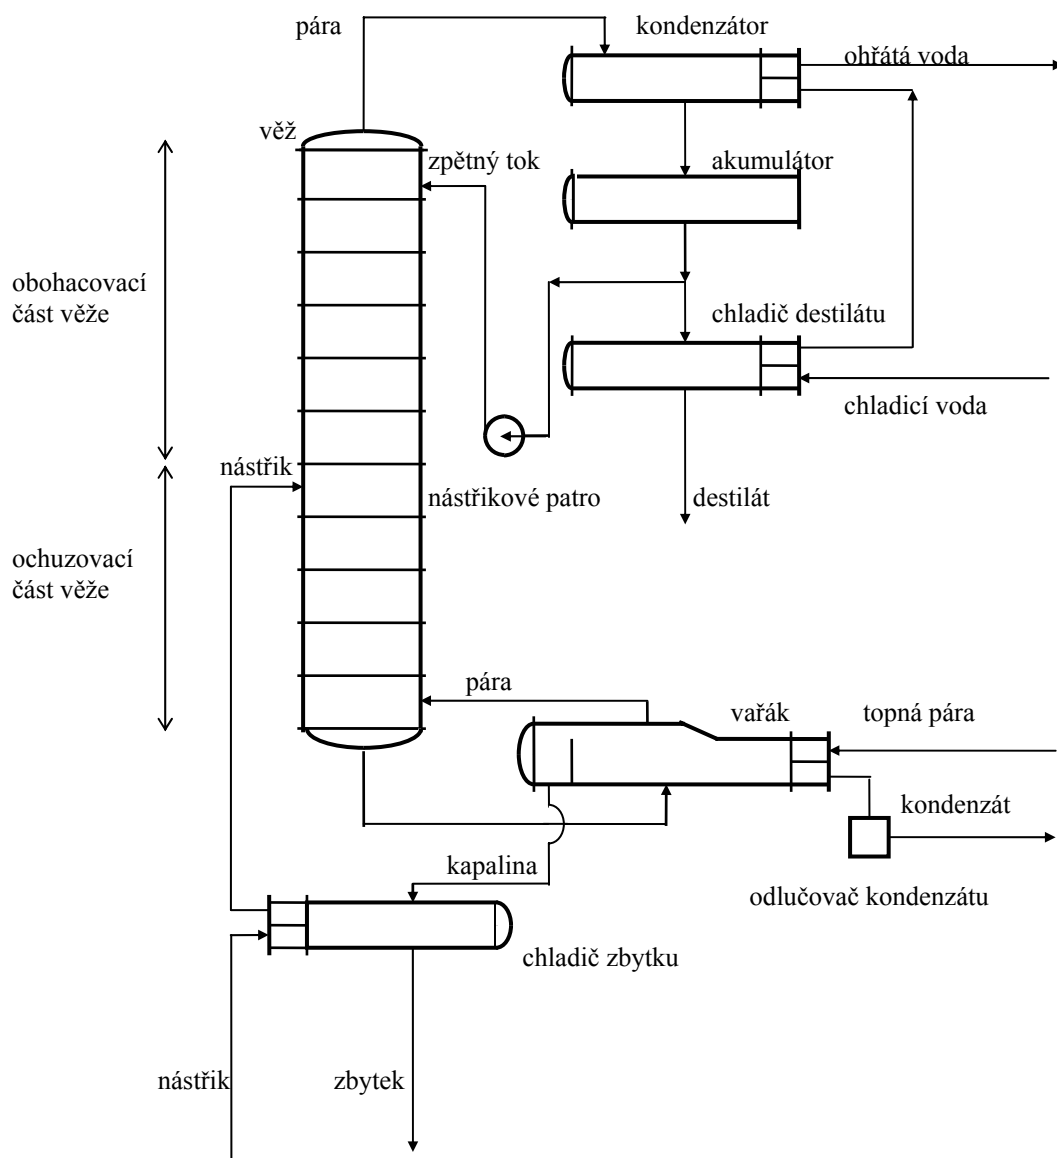 pára
kondenzátor
ohřátá voda
věž
zpětný tok
akumulátor
obohacovací
část věže
chladič destilátu
chladicí voda
nástřik
nástřikové patro
destilát
ochuzovací
část věže
pára
vařák
topná pára
kondenzát
kapalina
odlučovač kondenzátu
chladič zbytku
nástřik
zbytek